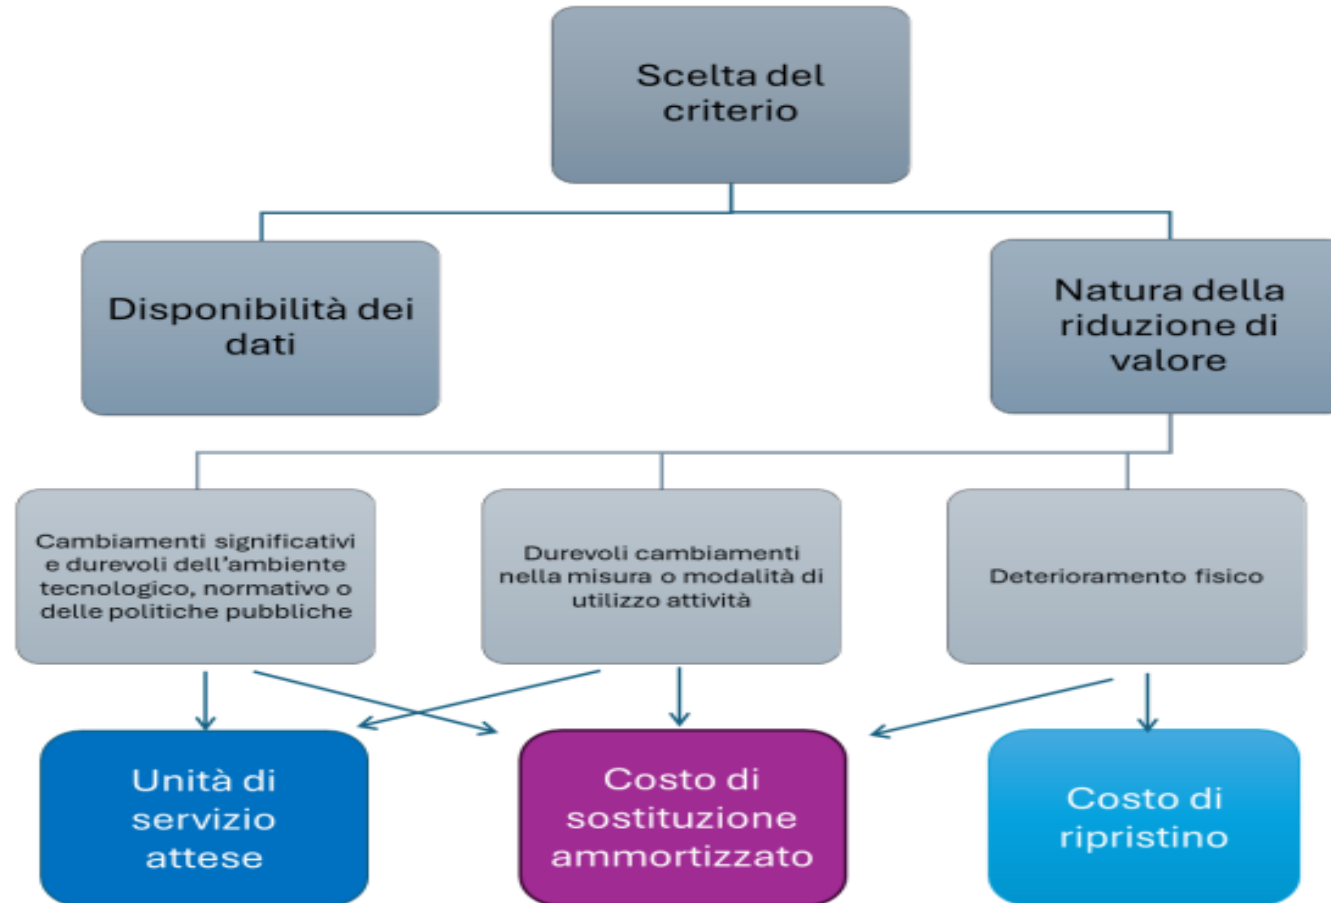 Scelta del
criterio
Disponibilità dei
dati
Natura della
riduzione di
valore
Cambiamenti significativi
e durevoli dell'ambiente
tecnologico, normativo o
delle politiche pubbliche
Durevoli cambiamenti
nella misura o modalità di
utilizzo attività
Deterioramento fisico
Unità di
servizio
attese
Costo di
sostituzione
ammortizzato
Costo di
ripristino